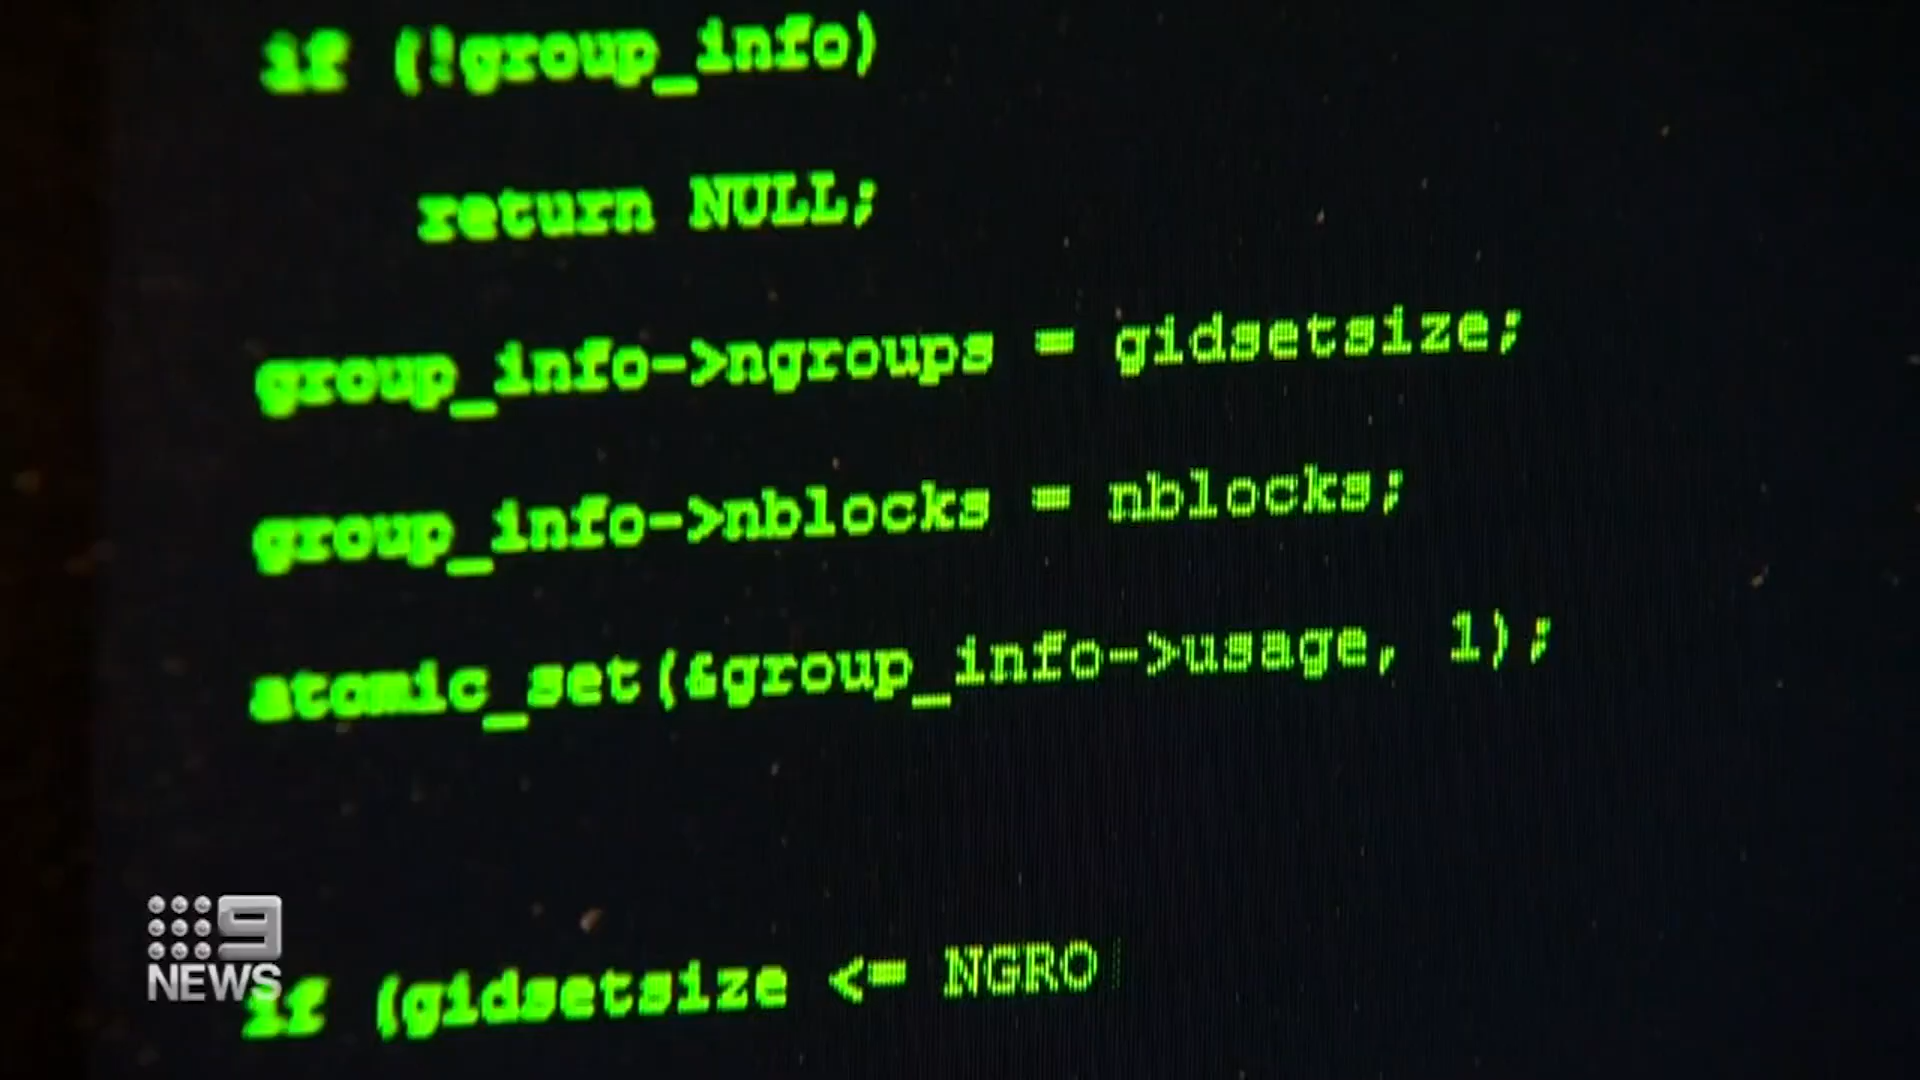 if (!group_info)
return NULL;
group_info->ngroups = gidsetsize;
group_info->nblocks = nblocks;
atomic_set(&group_info->usage, 1);
if (gidsetsize <= NGRO
9
NEWS